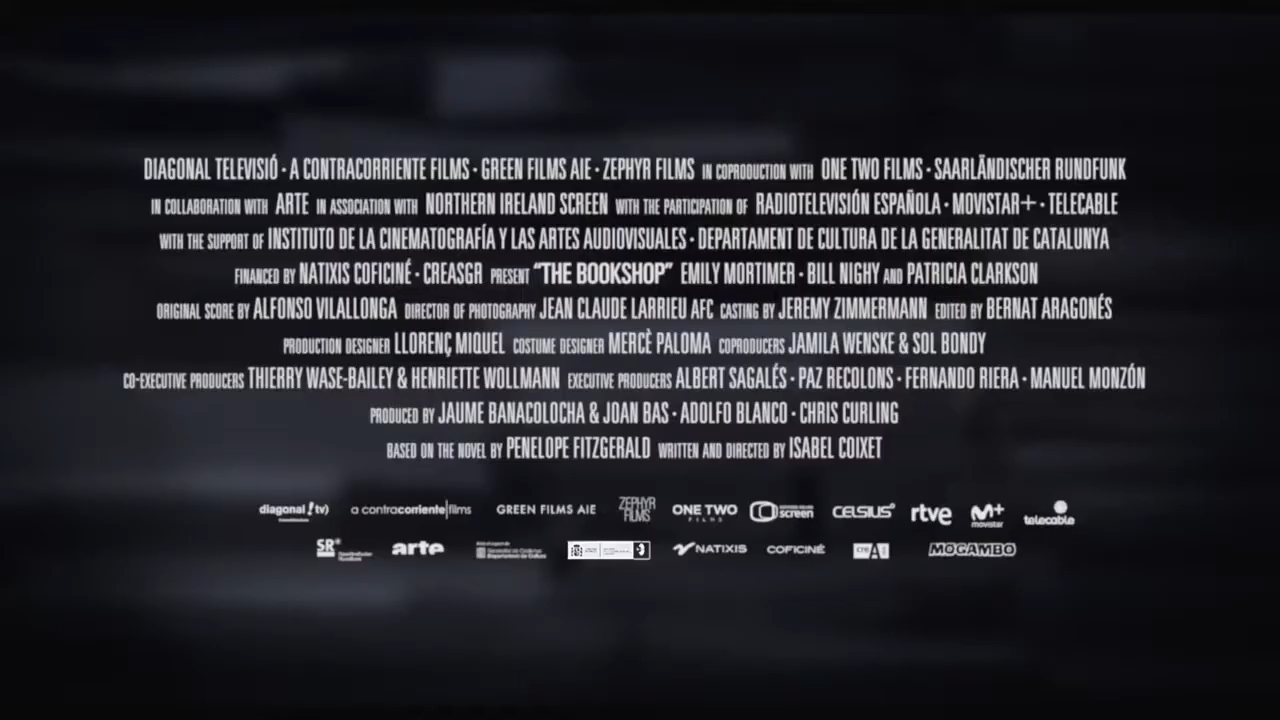 DIAGONAL TELEVISIÓ · A CONTRACORRIENTE FILMS · GREEN FILMS AIE · ZEPHYR FILMS IN COPRODUCTION WITH ONE TWO FILMS · SAARLÄNDISCHER RUNDFUNK
IN COLLABORATION WITH ARTE IN ASSOCIATION WITH NORTHERN IRELAND SCREEN WITH THE PARTICIPATION OF RADIOTELEVISIÓN ESPAÑOLA · MOVISTAR+ · TELECABLE
WITH THE SUPPORT OF INSTITUTO DE LA CINEMATOGRAFÍA Y LAS ARTES AUDIOVISUALES · DEPARTAMENT DE CULTURA DE LA GENERALITAT DE CATALUNYA
FINANCED BY NATIXIS COFICINÉ · CREASGR PRESENT "THE BOOKSHOP" EMILY MORTIMER · BILL NIGHY AND PATRICIA CLARKSON
ORIGINAL SCORE BY ALFONSO VILALLONGA DIRECTOR OF PHOTOGRAPHY JEAN CLAUDE LARRIEU AFC CASTING BY JEREMY ZIMMERMANN EDITED BY BERNAT ARAGONÉS
PRODUCTION DESIGNER LLORENÇ MIQUEL COSTUME DESIGNER MERCÈ PALOMA COPRODUCERS JAMILA WENSKE & SOL BONDY
CO-EXECUTIVE PRODUCERS THIERRY WASE-BAILEY & HENRIETTE WOLLMANN EXECUTIVE PRODUCERS ALBERT SAGALÉS · PAZ RECOLONS · FERNANDO RIERA · MANUEL MONZÓN
PRODUCED BY JAUME BANACOLOCHA & JOAN BAS · ADOLFO BLANCO · CHRIS CURLING
BASED ON THE NOVEL BY PENELOPE FITZGERALD WRITTEN AND DIRECTED BY ISABEL COIXET
diagonal!tv) a contracorriente|films GREEN FILMS AIE ZEPHYR FILMS ONE TWO FILMS screen CELSIUS rtve M+ movistar telecable
SR arte Departament de Cultura NATIXIS COFICINÉ creA MOGAMBO